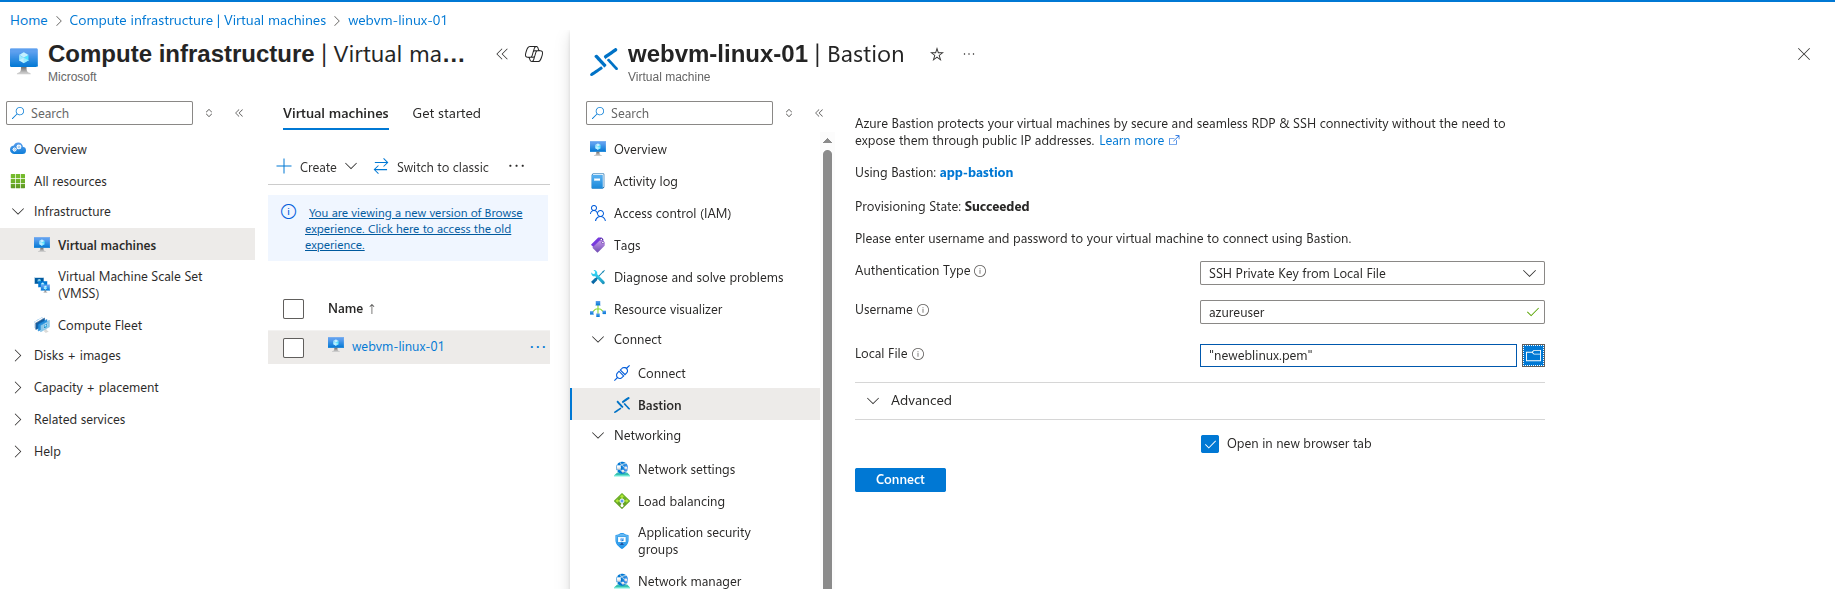 Home > Compute infrastructure | Virtual machines > webvm-linux-01
Compute infrastructure | Virtual ma...
Microsoft
Search
Overview
All resources
Infrastructure
Virtual machines
Virtual Machine Scale Set
(VMSS)
Compute Fleet
Disks + images
Capacity + placement
Related services
Help
Virtual machines
Get started
Create
Switch to classic
You are viewing a new version of Browse
experience. Click here to access the old
experience.
Name ↑
webvm-linux-01
webvm-linux-01 | Bastion
Virtual machine
Search
Overview
Activity log
Access control (IAM)
Tags
Diagnose and solve problems
Resource visualizer
Connect
Connect
Bastion
Networking
Network settings
Load balancing
Application security
groups
Network manager
Azure Bastion protects your virtual machines by secure and seamless RDP & SSH connectivity without the need to
expose them through public IP addresses. Learn more
Using Bastion: app-bastion
Provisioning State: Succeeded
Please enter username and password to your virtual machine to connect using Bastion.
Authentication Type
SSH Private Key from Local File
Username
azureuser
Local File
"neweblinux.pem"
Advanced
Open in new browser tab
Connect